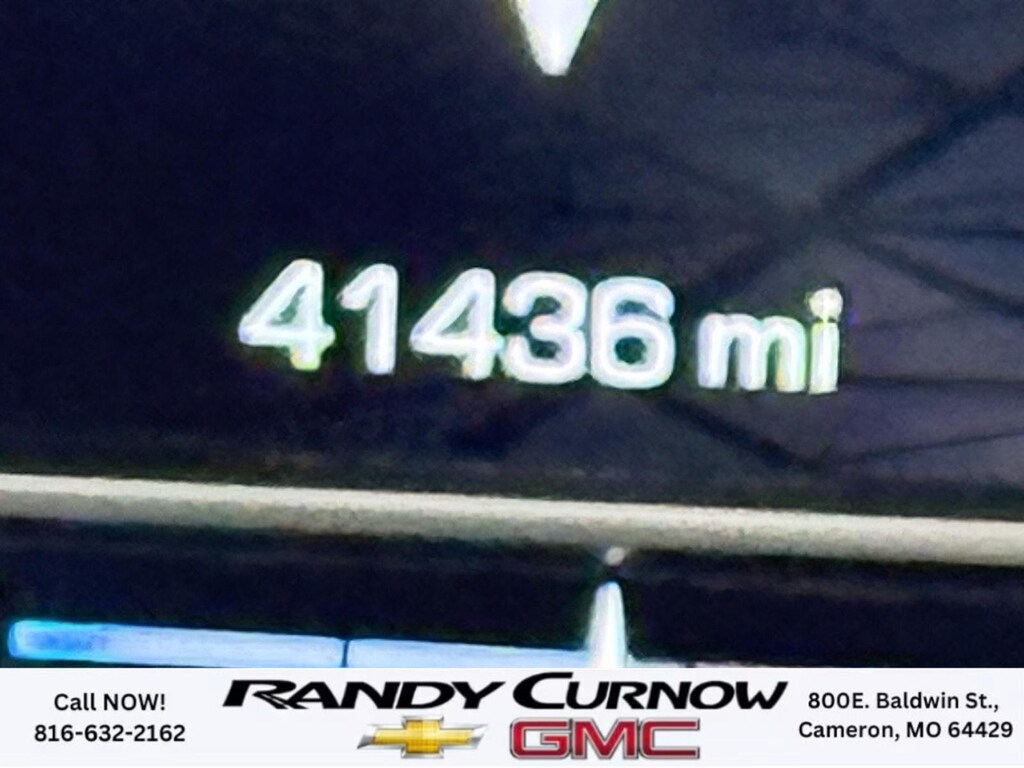 41436 mi
Call NOW!
816-632-2162
RANDY CURNOW
GMC
800E. Baldwin St.,
Cameron, MO 64429